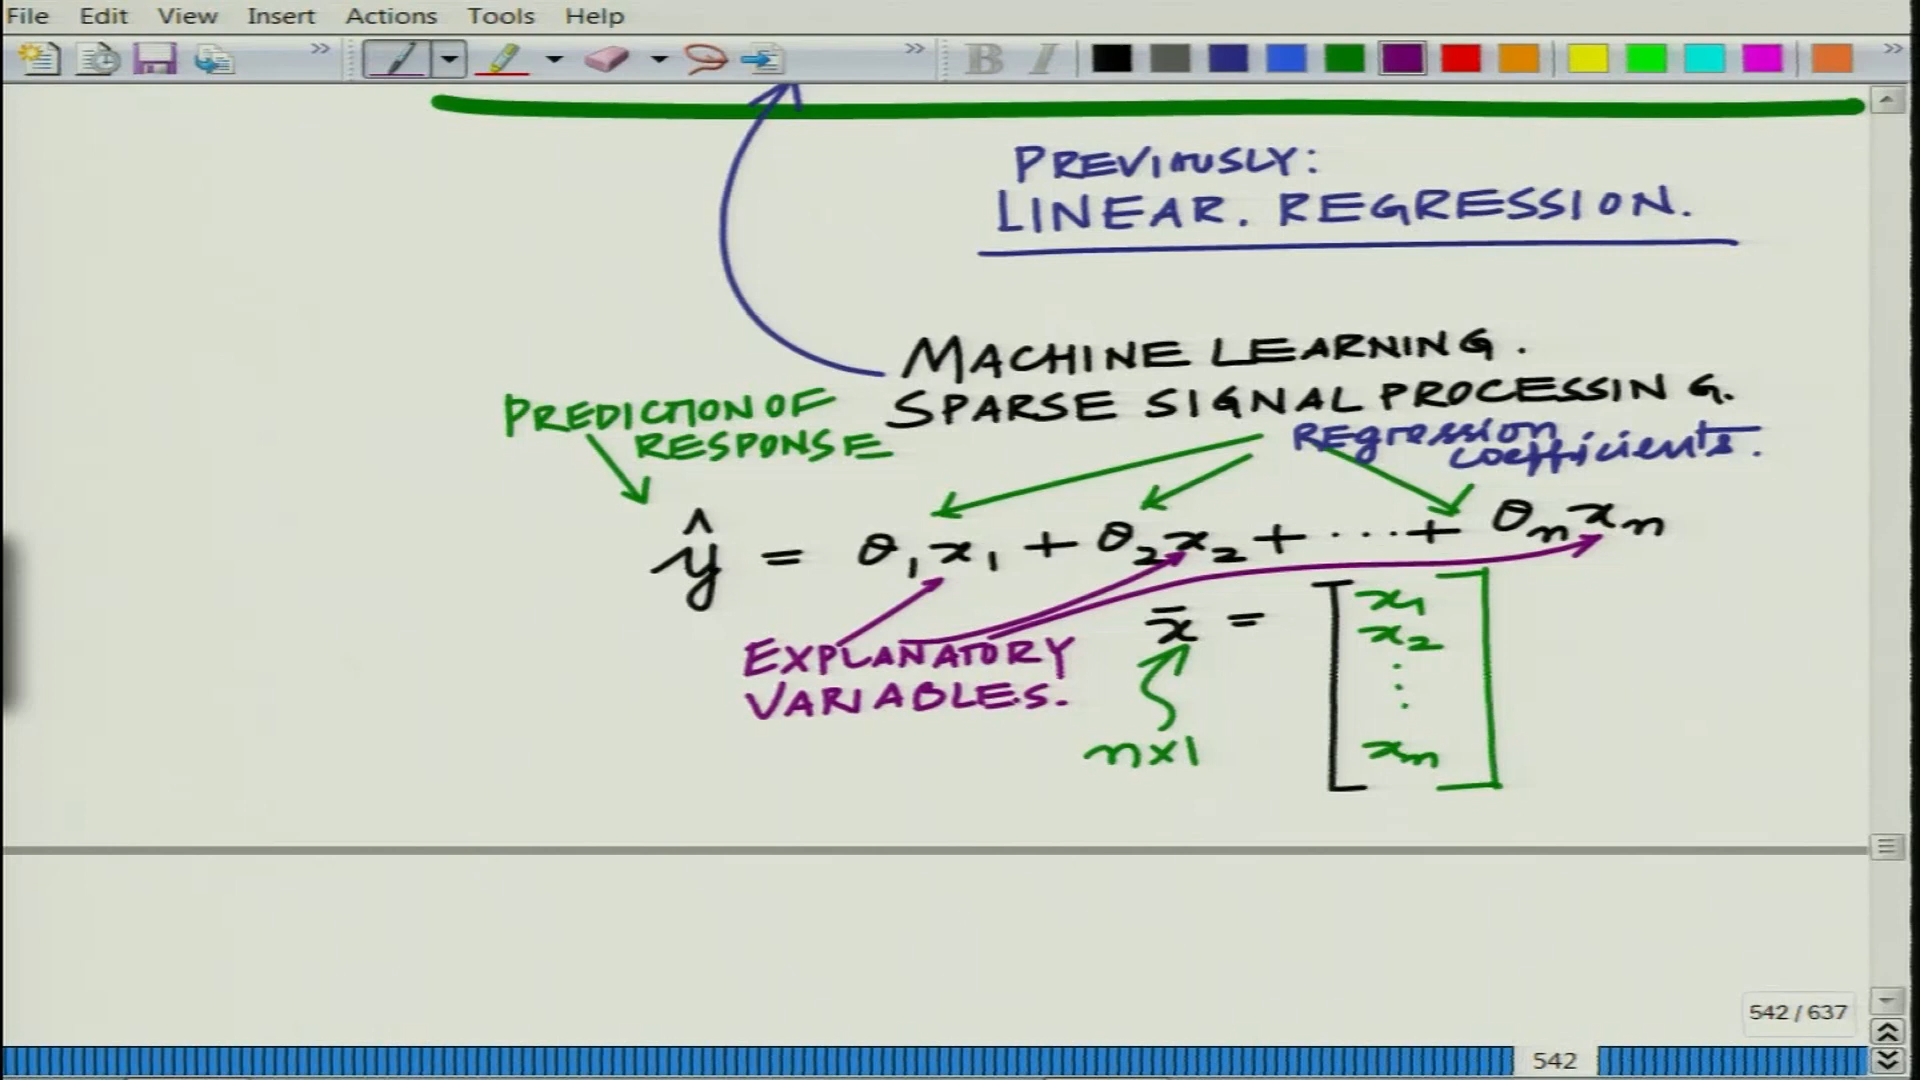 File Edit View Insert Actions Tools Help
B I
PREVIOUSLY:
LINEAR. REGRESSION.
MACHINE LEARNING.
SPARSE SIGNAL PROCESSING.
PREDICTION OF
RESPONSE
REgression
coefficients.
ŷ = θ₁x₁ + θ₂x₂ + ... + θₙxₙ
EXPLANATORY
VARIABLES.
x̄ =
x₁
x₂
⋮
xₙ
n×1
542 / 637
542